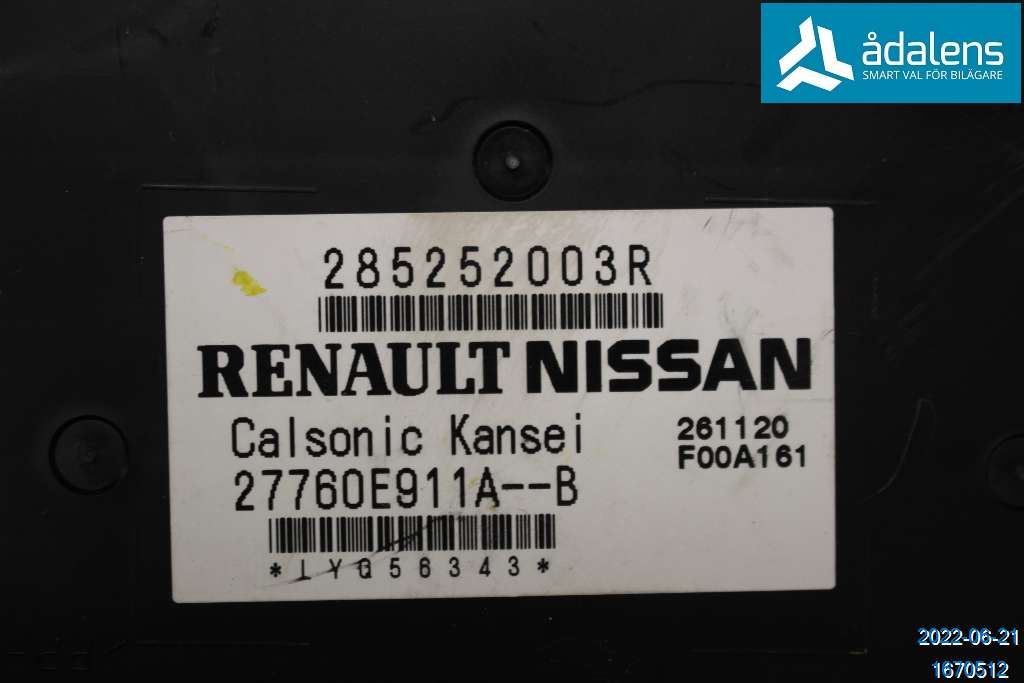 ådalens
SMART VAL FÖR BILÄGARE
285252003R
RENAULT NISSAN
Calsonic Kansei
261120
F00A161
27760E911A--B
*LYQ56343*
2022-06-21
1670512